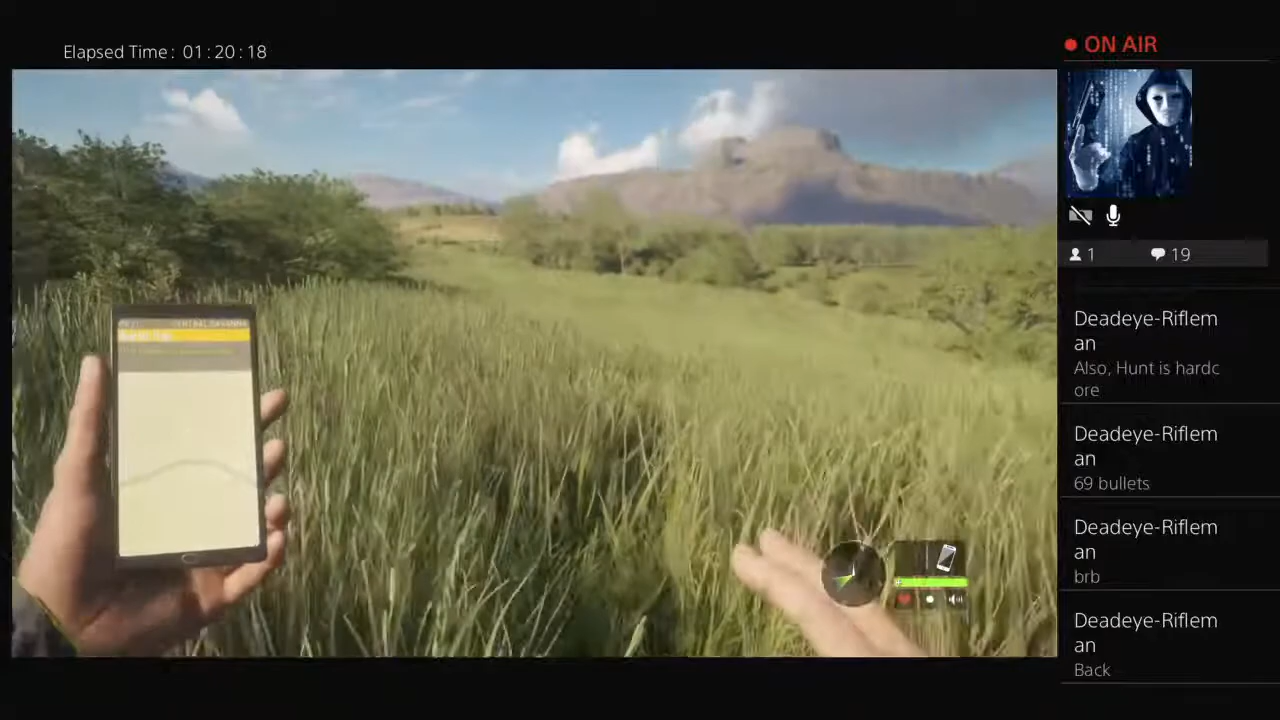 Elapsed Time: 01:20:18
ON AIR
1
19
Deadeye-Riflem
an
Also, Hunt is hardc
ore
Deadeye-Riflem
an
69 bullets
Deadeye-Riflem
an
brb
Deadeye-Riflem
an
Back